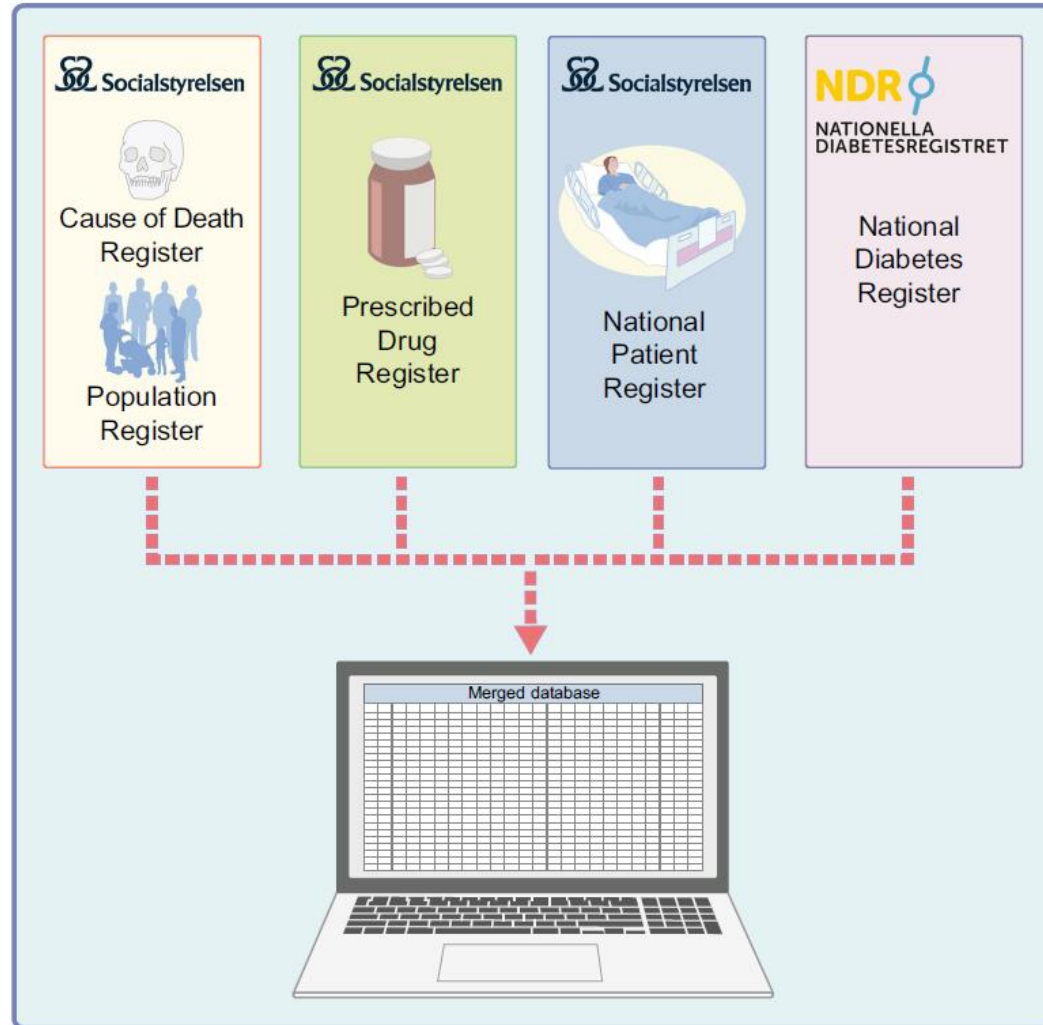 Socialstyrelsen
Cause of Death
Register
Population
Register
Socialstyrelsen
Prescribed
Drug
Register
Socialstyrelsen
National
Patient
Register
NDR
NATIONELLA
DIABETESREGISTRET
National
Diabetes
Register
Merged database